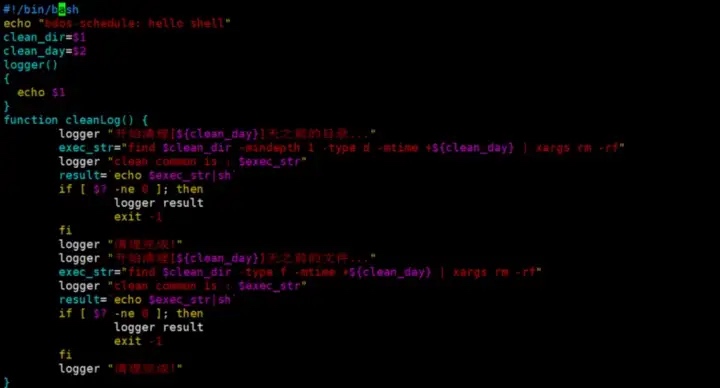 #!/bin/bash
echo "bdos-schedule: hello shell"
clean_dir=$1
clean_day=$2
logger()
{
  echo $1
}
function cleanLog() {
        logger "开始清理[${clean_day}]天之前的目录..."
        exec_str="find $clean_dir -mindepth 1 -type d -mtime +${clean_day} | xargs rm -rf"
        logger "clean common is : $exec_str"
        result=`echo $exec_str|sh`
        if [ $? -ne 0 ]; then
                logger result
                exit -1
        fi
        logger "清理完成!"
        logger "开始清理[${clean_day}]天之前的文件..."
        exec_str="find $clean_dir -type f -mtime +${clean_day} | xargs rm -rf"
        logger "clean common is : $exec_str"
        result=`echo $exec_str|sh`
        if [ $? -ne 0 ]; then
                logger result
                exit -1
        fi
        logger "清理完成!"
}